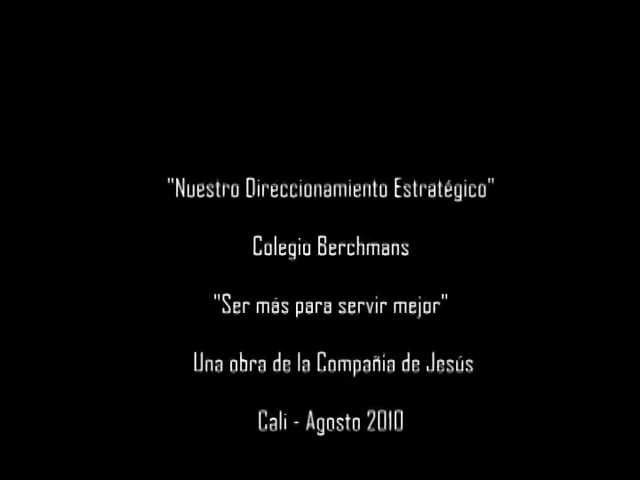 "Nuestro Direccionamiento Estratégico"
Colegio Berchmans
"Ser más para servir mejor"
Una obra de la Compañía de Jesús
Cali - Agosto 2010